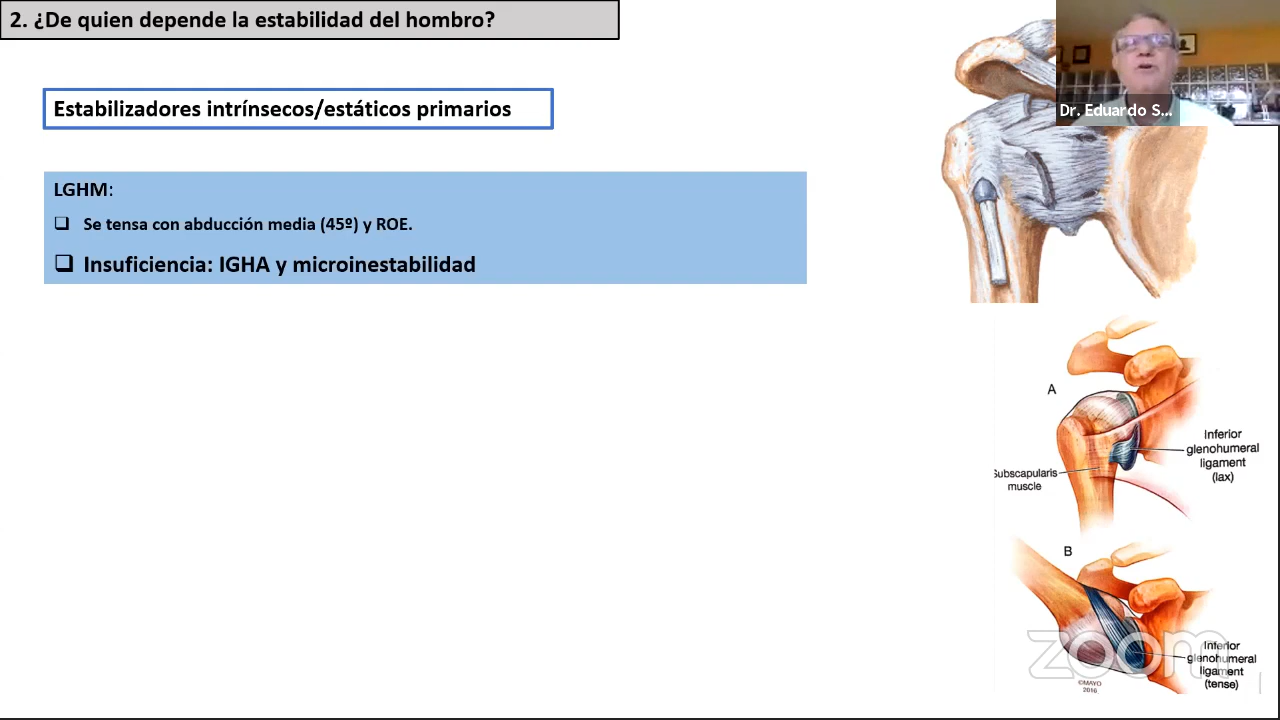 2. ¿De quien depende la estabilidad del hombro?
Dr. Eduardo S...
Estabilizadores intrínsecos/estáticos primarios
LGHM:
❑ Se tensa con abducción media (45º) y ROE.
❑ Insuficiencia: IGHA y microinestabilidad
A
Inferior
glenohumeral
ligament
(lax)
Subscapularis
muscle
B
zoom
Inferior
glenohumeral
ligament
(tense)
©MAYO
2016